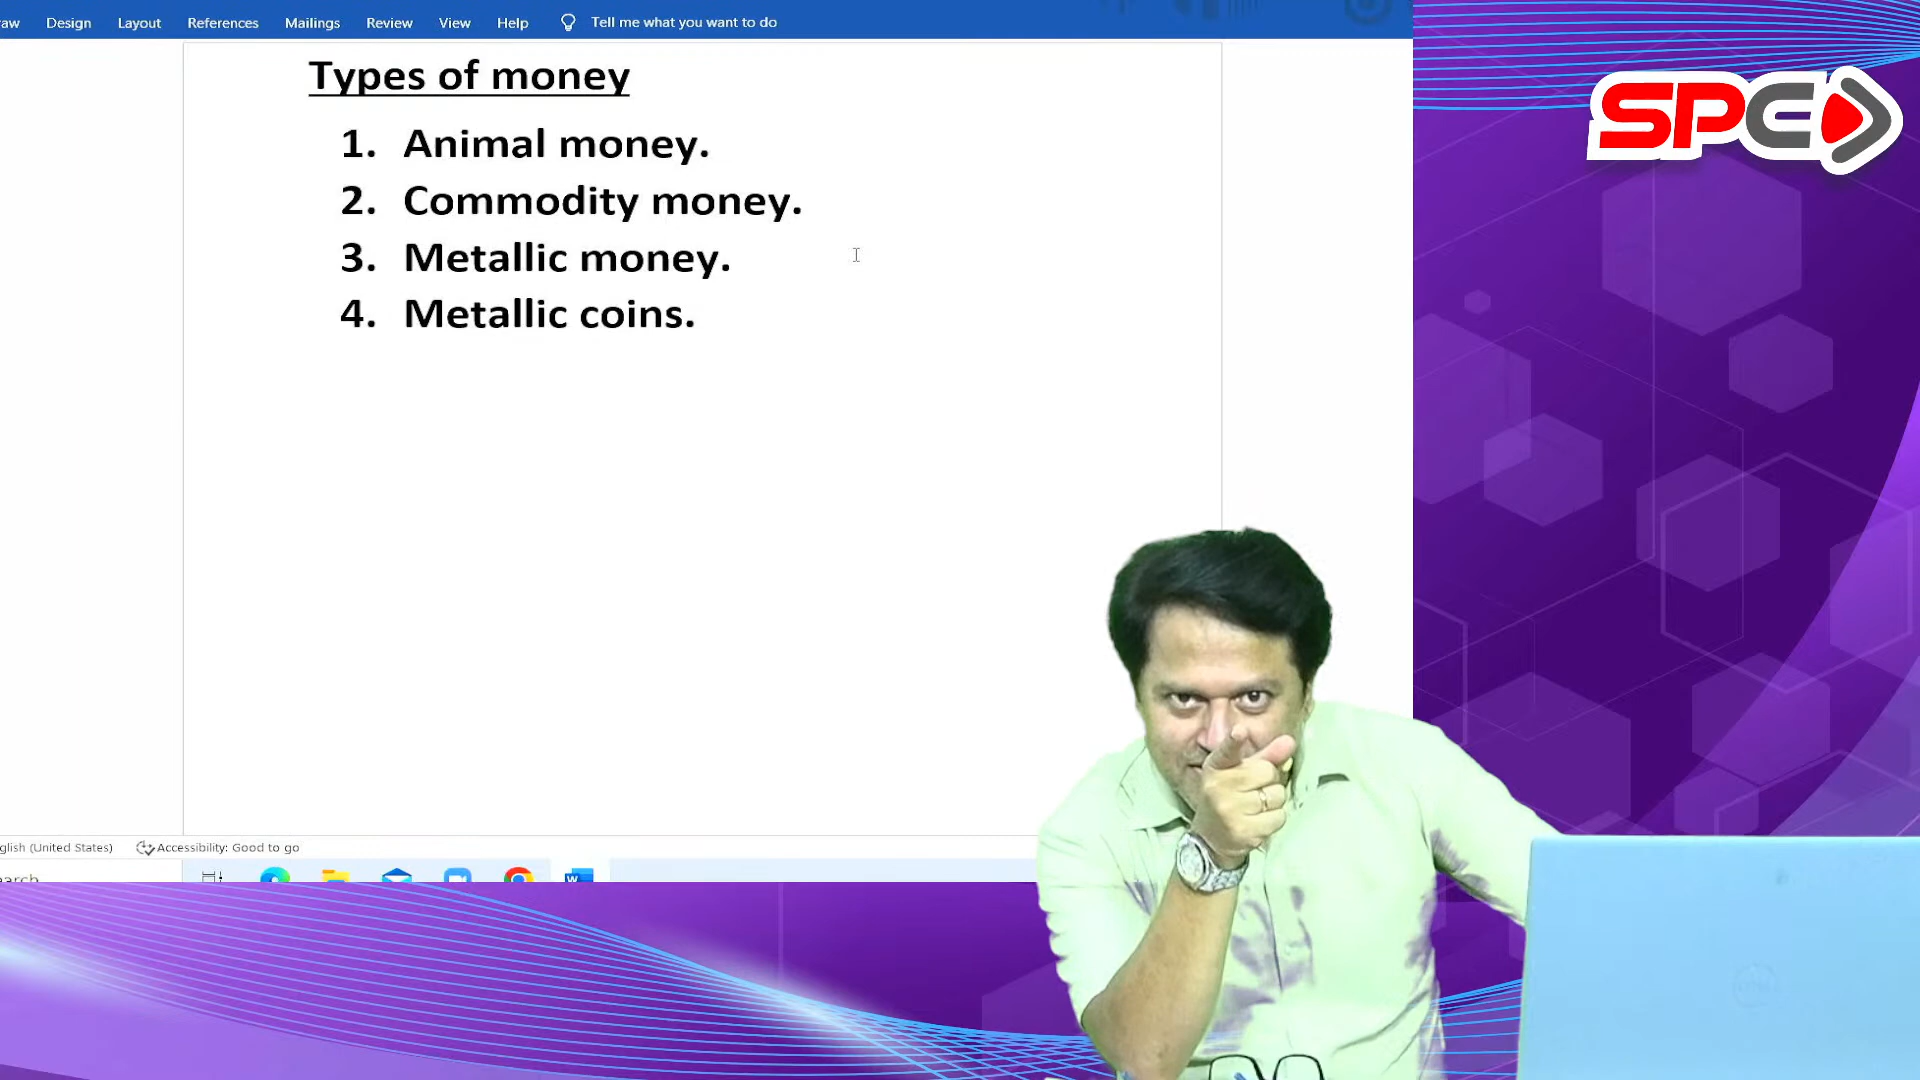 aw Design Layout References Mailings Review View Help Tell me what you want to do
SPE
Types of money
1. Animal money.
2. Commodity money.
3. Metallic money.
4. Metallic coins.
glish (United States) Accessibility: Good to go
earch